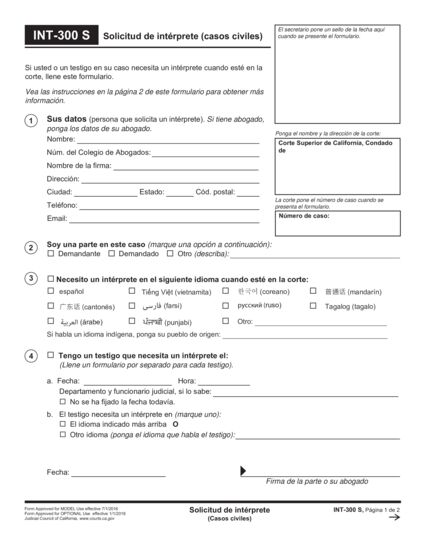 INT-300 S
Solicitud de intérprete (casos civiles)
El secretario pone un sello de la fecha aquí
cuando se presente el formulario.
Si usted o un testigo en su caso necesita un intérprete cuando esté en la
corte, llene este formulario.
Vea las instrucciones en la página 2 de este formulario para obtener más
información.
1 Sus datos (persona que solicita un intérprete). Si tiene abogado,
ponga los datos de su abogado.
Nombre:
Núm. del Colegio de Abogados:
Nombre de la firma:
Dirección:
Ciudad: Estado: Cód. postal:
Teléfono:
Email:
Ponga el nombre y la dirección de la corte:
Corte Superior de California, Condado
de
La corte pone el número de caso cuando se
presenta el formulario.
Número de caso:
2 Soy una parte en este caso (marque una opción a continuación):
☐ Demandante ☐ Demandado ☐ Otro (describa):
3 ☐ Necesito un intérprete en el siguiente idioma cuando esté en la corte:
☐ español ☐ Tiếng Việt (vietnamita) ☐ 한국어 (coreano) ☐ 普通话 (mandarín)
☐ 广东话 (cantonés) ☐ فارسی (farsi) ☐ русский (ruso) ☐ Tagalog (tagalo)
☐ العربية (árabe) ☐ ਪੰਜਾਬੀ (punjabi) ☐ Otro:
Si habla un idioma indígena, ponga su pueblo de origen:
4 ☐ Tengo un testigo que necesita un intérprete el:
(Llene un formulario por separado para cada testigo).
a. Fecha: Hora:
Departamento y funcionario judicial, si lo sabe:
☐ No se ha fijado la fecha todavía.
b. El testigo necesita un intérprete en (marque uno):
☐ El idioma indicado más arriba O
☐ Otro idioma (ponga el idioma que habla el testigo):
Fecha:
Firma de la parte o su abogado
Form Approved for MODEL Use effective 7/1/2016
Form Approved for OPTIONAL Use effective 1/1/2018
Judicial Council of California, www.courts.ca.gov
Solicitud de intérprete
(Casos civiles)
INT-300 S, Página 1 de 2